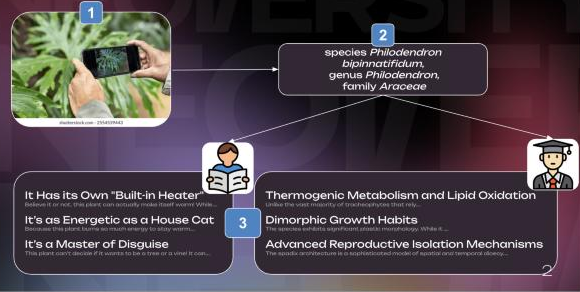 1
shutterstock.com · 2554539443
2
species Philodendron
bipinnatifidum,
genus Philodendron,
family Araceae
3
It Has its Own "Built-in Heater"
Believe it or not, this plant can actually make itself warm! While...
It's as Energetic as a House Cat
Because this plant burns so much energy to stay warm...
It's a Master of Disguise
This plant can't decide if it wants to be a tree or a vine! It can...
Thermogenic Metabolism and Lipid Oxidation
Unlike the vast majority of tracheophytes that rely...
Dimorphic Growth Habits
The species exhibits significant plastic morphology. While it ...
Advanced Reproductive Isolation Mechanisms
The spadix architecture is a sophisticated model of spatial and temporal dicogy...
2